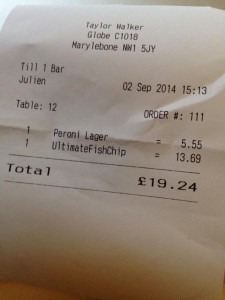 Taylor Walker
Globe C1018
Marylebone NW1 5JY
Till 1 Bar
Julien 02 Sep 2014 15:13
Table: 12 ORDER #: 111
1 Peroni Lager = 5.55
1 UltimateFishChip = 13.69
Total £19.24